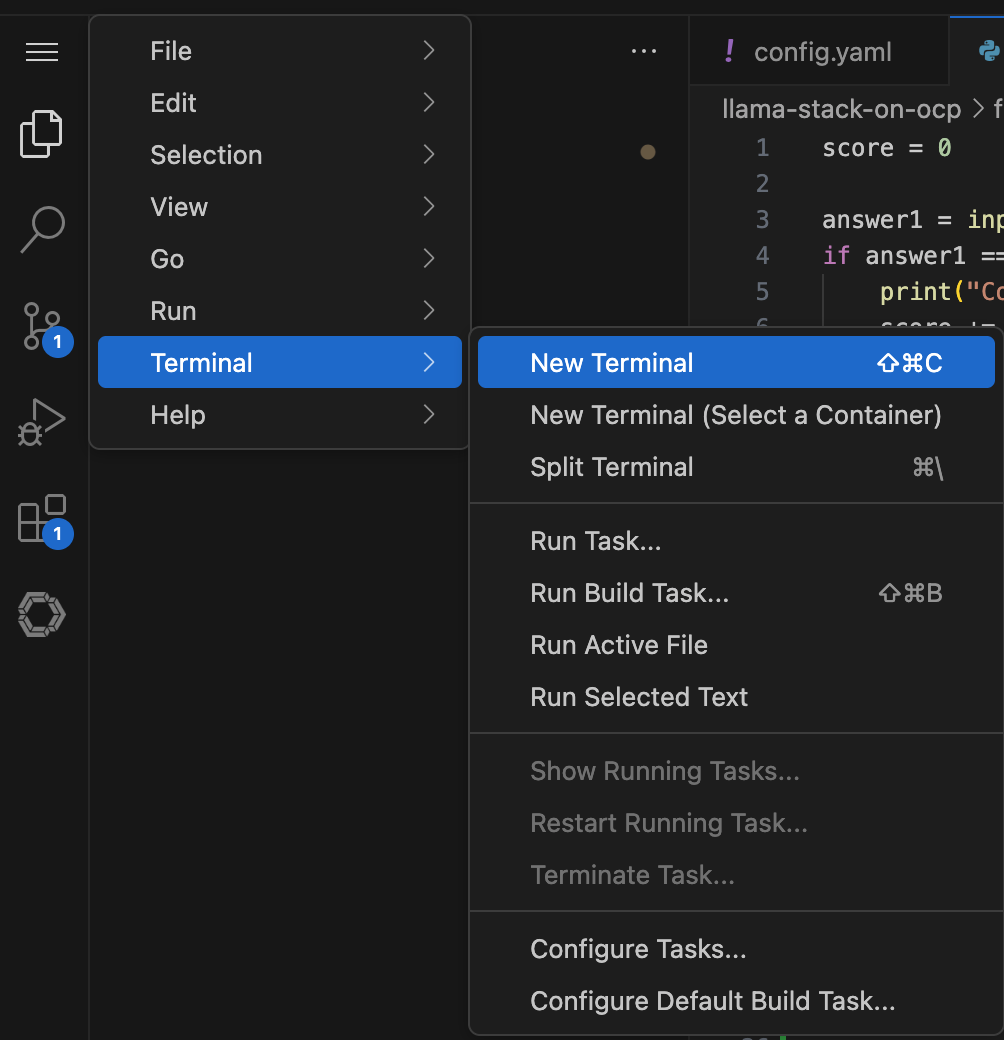 File
Edit
Selection
View
Go
Run
Terminal
Help
1
1
...
! config.yaml
llama-stack-on-ocp > f
1 score = 0
2
3 answer1 = inp
4 if answer1 ==
5 print("Co
6 score +=
New Terminal ⇧⌘C
New Terminal (Select a Container)
Split Terminal ⌘\
Run Task...
Run Build Task... ⇧⌘B
Run Active File
Run Selected Text
Show Running Tasks...
Restart Running Task...
Terminate Task...
Configure Tasks...
Configure Default Build Task...